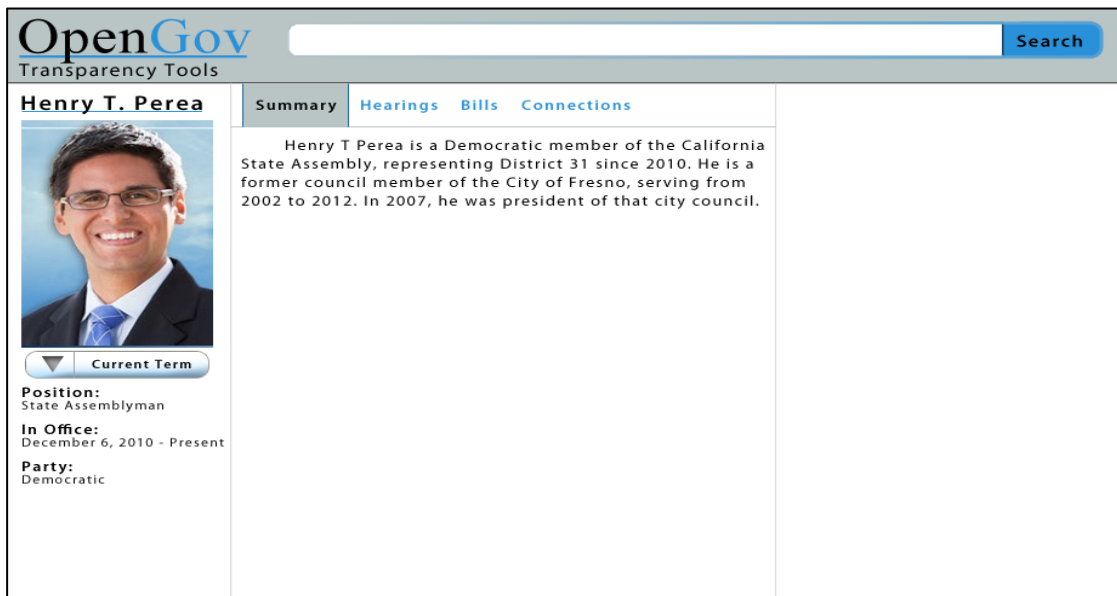 OpenGov
Transparency Tools
Search
Henry T. Perea
Current Term
Position:
State Assemblyman
In Office:
December 6, 2010 - Present
Party:
Democratic
Summary Hearings Bills Connections
Henry T Perea is a Democratic member of the California
State Assembly, representing District 31 since 2010. He is a
former council member of the City of Fresno, serving from
2002 to 2012. In 2007, he was president of that city council.